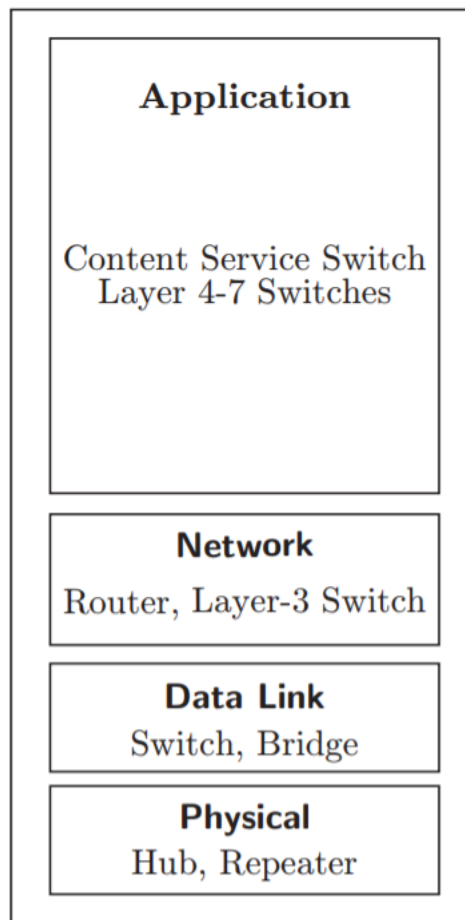 Application
Content Service Switch
Layer 4-7 Switches
Network
Router, Layer-3 Switch
Data Link
Switch, Bridge
Physical
Hub, Repeater